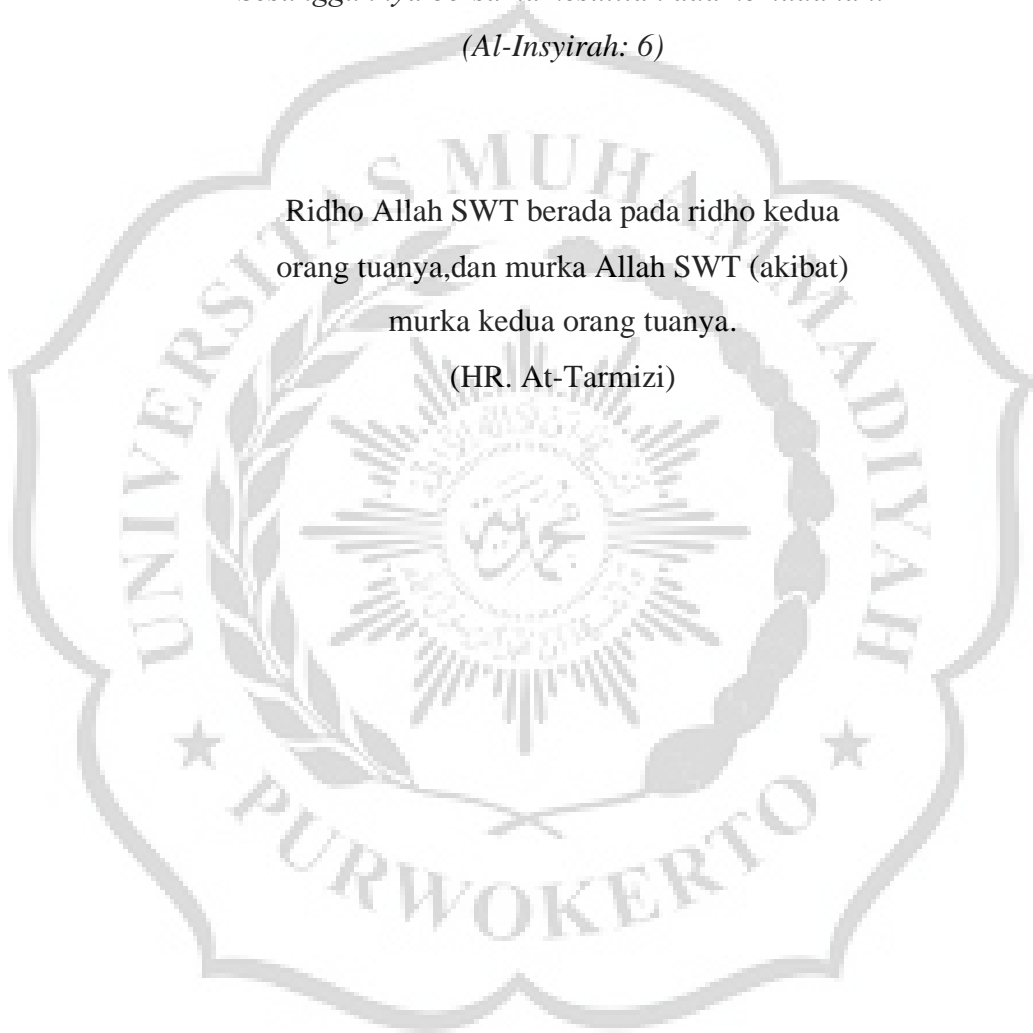 (Al-Insyirah: 6)
Ridho Allah SWT berada pada ridho kedua
orang tuanya,dan murka Allah SWT (akibat)
murka kedua orang tuanya.
(HR. At-Tarmizi)
UNIVERSITAS MUHAMMADIYAH
PURWOKERTO